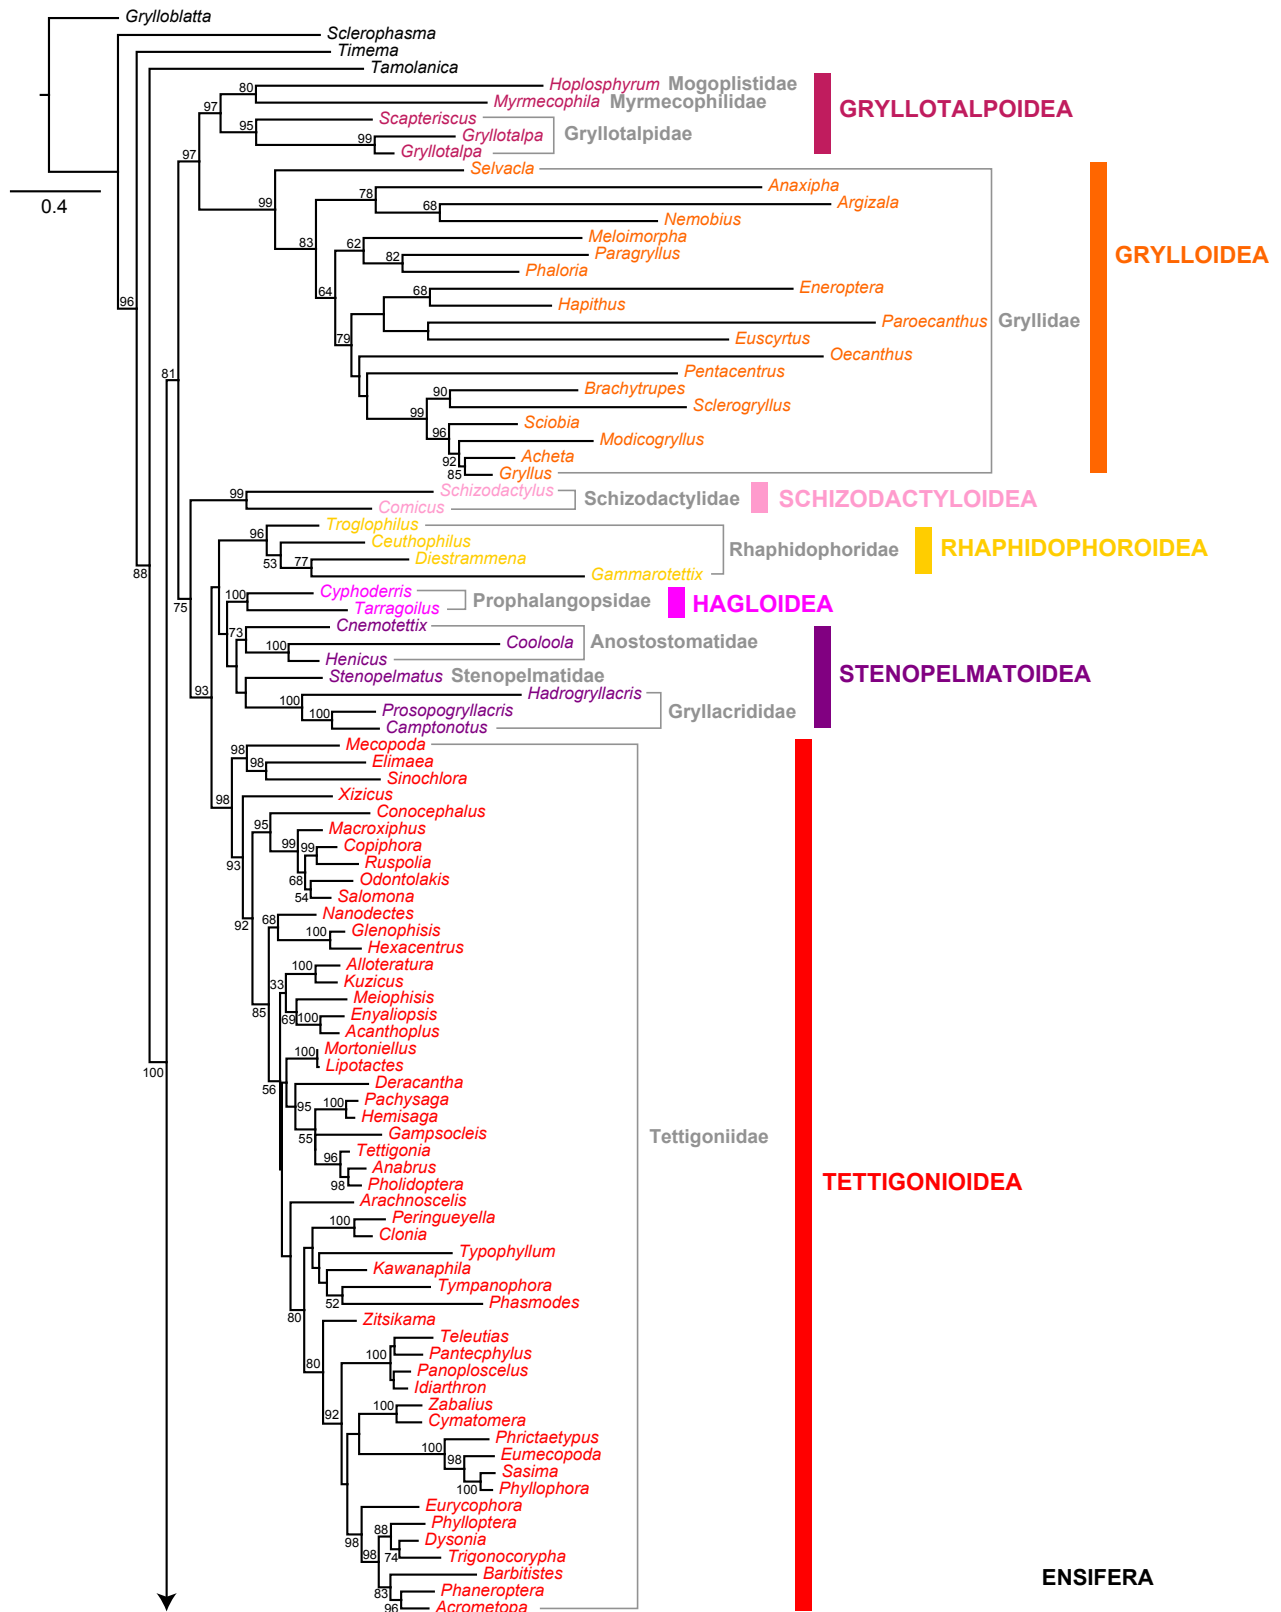 Grylloblatta
Sclerophasma
Timema
Tamolanica
80 Hoplosphyrum Mogoplistidae
97 Myrmecophila Myrmecophilidae
GRYLLOTALPOIDEA
95 Scapteriscus
99 Gryllotalpa Gryllotalpidae
Gryllotalpa
97
0.4
99 Selvacla
78 Anaxipha
68 Argizala
Nemobius
83
62 Meloimorpha
82 Paragryllus
Phaloria
GRYLLOIDEA
64
68 Eneroptera
Hapithus
96
Paroecanthus Gryllidae
79 Euscyrtus
Oecanthus
Pentacentrus
81
90 Brachytrupes
Sclerogryllus
99
96 Sciobia
Modicogryllus
92 Acheta
85 Gryllus
99 Schizodactylus
Comicus Schizodactylidae SCHIZODACTYLOIDEA
96 Troglophilus
53 Ceuthophilus
77 Diestrammena
Rhaphidophoridae RHAPHIDOPHOROIDEA
88 Gammarotettix
100 Cyphoderris
Tarragoilus Prophalangopsidae HAGLOIDEA
75
73 Cnemotettix
100 Cooloola Anostostomatidae
Henicus
Stenopelmatus Stenopelmatidae
STENOPELMATOIDEA
93
100 Hadrogryllacris
100 Prosopogryllacris Gryllacrididae
Camptonotus
98 Mecopoda
98 Elimaea
Sinochlora
98 Xizicus
95 Conocephalus
99 Macroxiphus
99 Copiphora
93 Ruspolia
68 Odontolakis
54 Salomona
92
68 Nanodectes
100 Glenophisis
Hexacentrus
100 Alloteratura
33 Kuzicus
Meiophisis
85 69 100 Enyaliopsis
Acanthoplus
100 Mortoniellus
Lipotactes
100
56 Deracantha
95 100 Pachysaga
Hemisaga
55 Gampsocleis
Tettigoniidae
96 Tettigonia
Anabrus
98 Pholidoptera
TETTIGONIOIDEA
Arachnoscelis
100 Peringueyella
Clonia
Typophyllum
Kawanaphila
Tympanophora
52 Phasmodes
80 Zitsikama
Teleutias
100 Pantecphylus
80 Panoploscelus
Idiarthron
92 100 Zabalius
Cymatomera
100 Phrictaetypus
98 Eumecopoda
Sasima
100 Phyllophora
Eurycophora
88 Phylloptera
98 Dysonia
98 74 Trigonocorypha
Barbitistes
83 Phaneroptera
96 Acrometopa
ENSIFERA